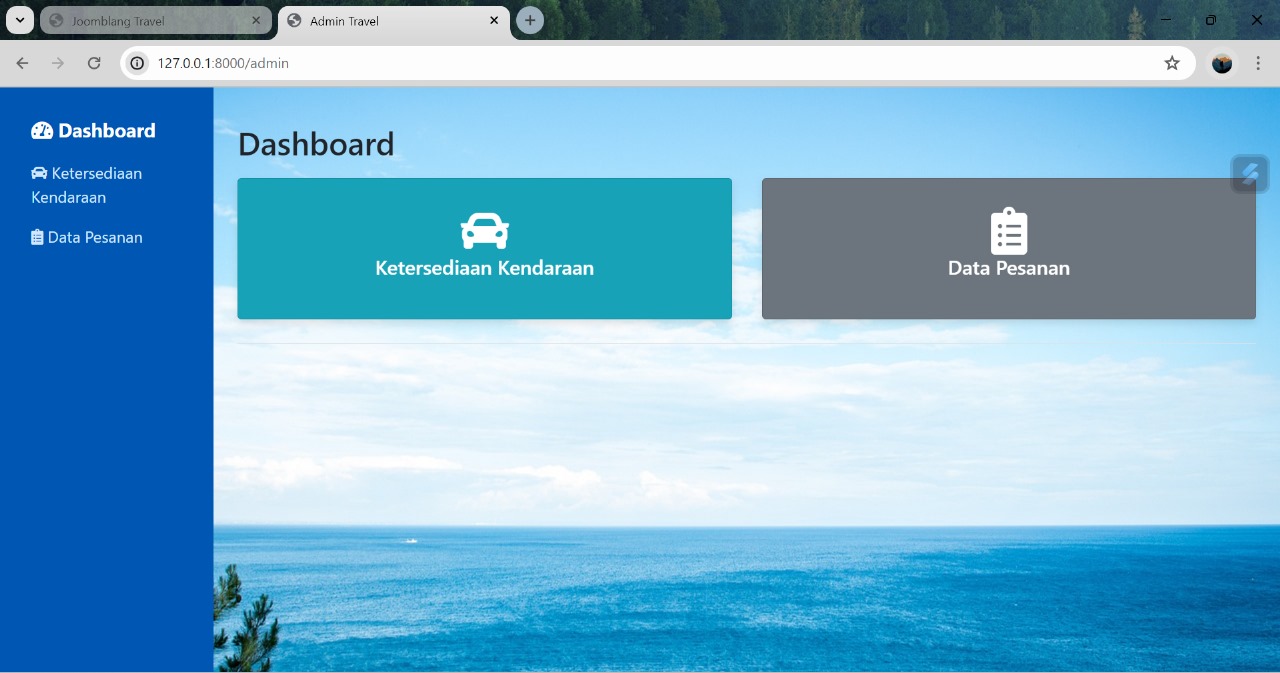 Joomblang Travel
Admin Travel
127.0.0.1:8000/admin
Dashboard
Ketersediaan
Kendaraan
Data Pesanan
Dashboard
Ketersediaan Kendaraan
Data Pesanan